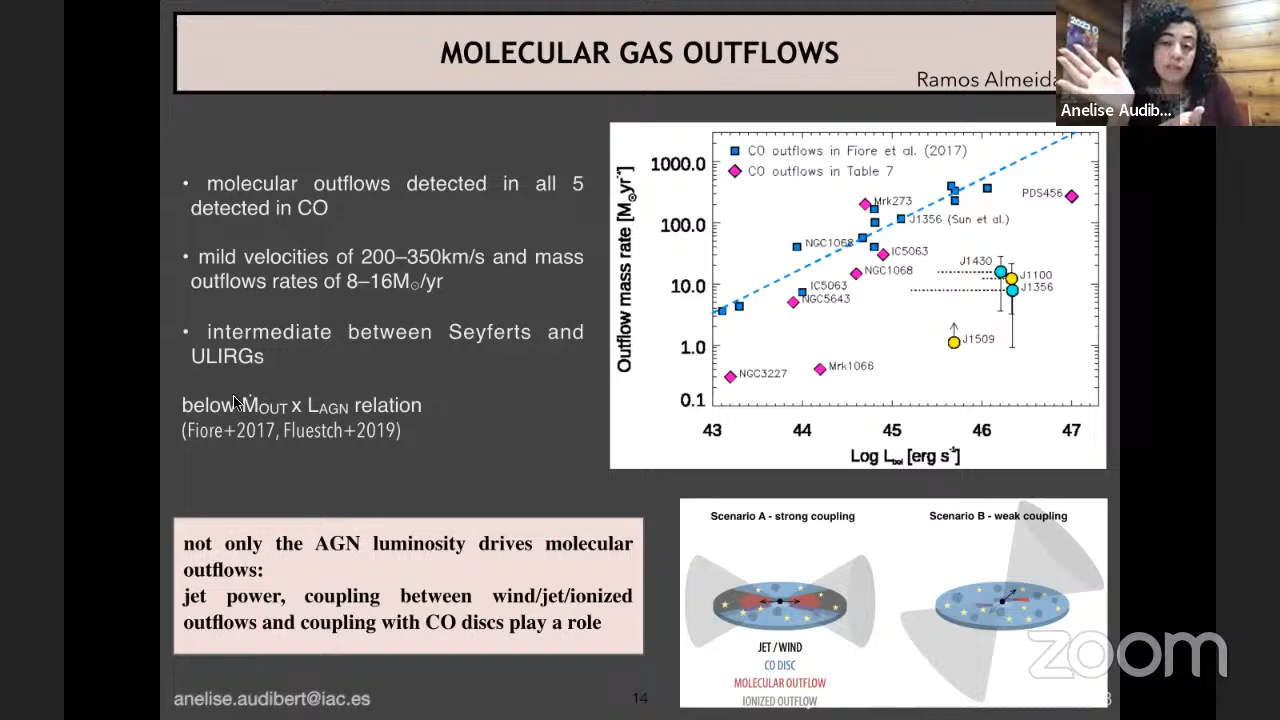 MOLECULAR GAS OUTFLOWS
Ramos Almeida
Anelise Audib...
• molecular outflows detected in all 5
detected in CO
• mild velocities of 200–350km/s and mass
outflows rates of 8–16M⊙/yr
• intermediate between Seyferts and
ULIRGs
below MOUT x LAGN relation
(Fiore+2017, Fluestch+2019)
Outflow mass rate [M⊙yr⁻¹]
1000.0
100.0
10.0
1.0
0.1
CO outflows in Fiore et al. (2017)
CO outflows in Table 7
PDS456
Mrk273
J1356 (Sun et al.)
NGC1068
IC5063
J1430
NGC1068
J1100
IC5063
J1356
NGC5643
J1509
Mrk1066
NGC3227
43 44 45 46 47
Log Lbol [erg s⁻¹]
not only the AGN luminosity drives molecular
outflows:
jet power, coupling between wind/jet/ionized
outflows and coupling with CO discs play a role
Scenario A - strong coupling
Scenario B - weak coupling
JET / WIND
CO DISC
MOLECULAR OUTFLOW
IONIZED OUTFLOW
anelise.audibert@iac.es
14
zoom